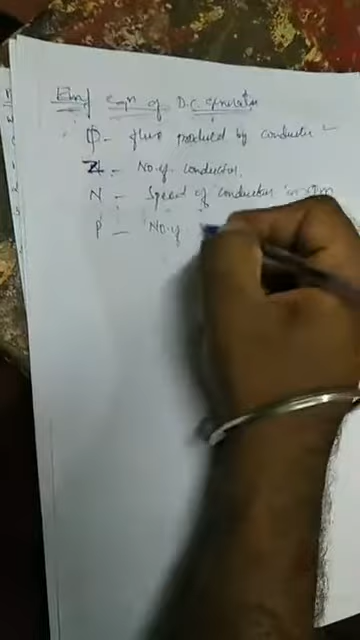 Emf eqn of D.C Generator
Φ - flux produced by conductor
Z - No. of conductor.
N - Speed of conductor in rpm
P - No. of